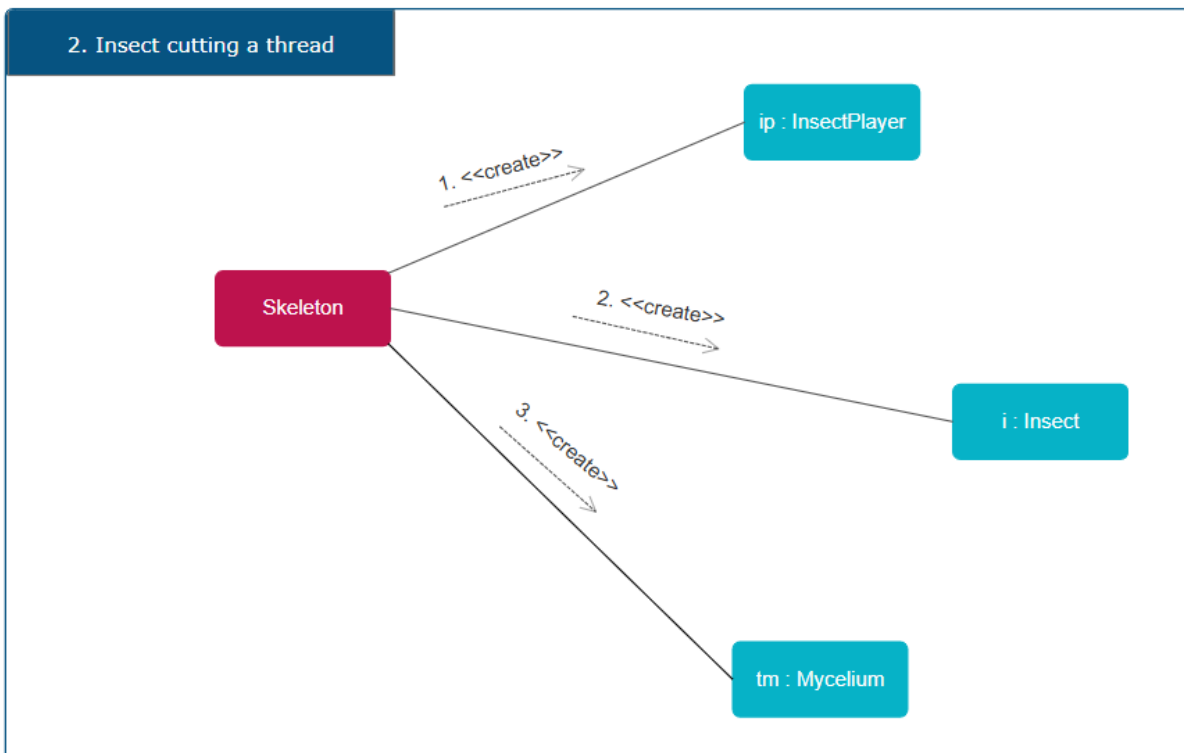 2. Insect cutting a thread
ip : InsectPlayer
1. <<create>>
Skeleton
2. <<create>>
i : Insect
3. <<create>>
tm : Mycelium